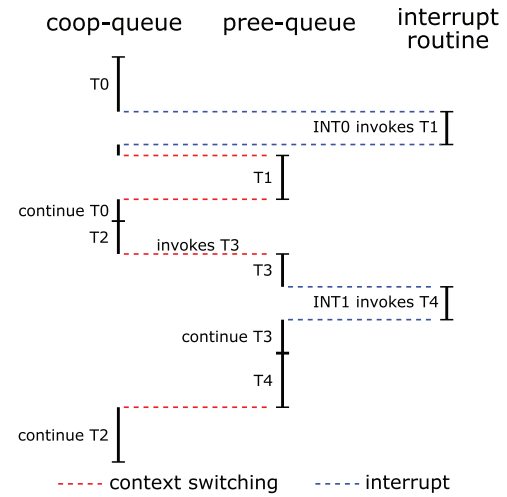 coop-queue pree-queue interrupt
routine
T0
INT0 invokes T1
T1
continue T0
T2
invokes T3
T3
INT1 invokes T4
continue T3
T4
continue T2
context switching interrupt